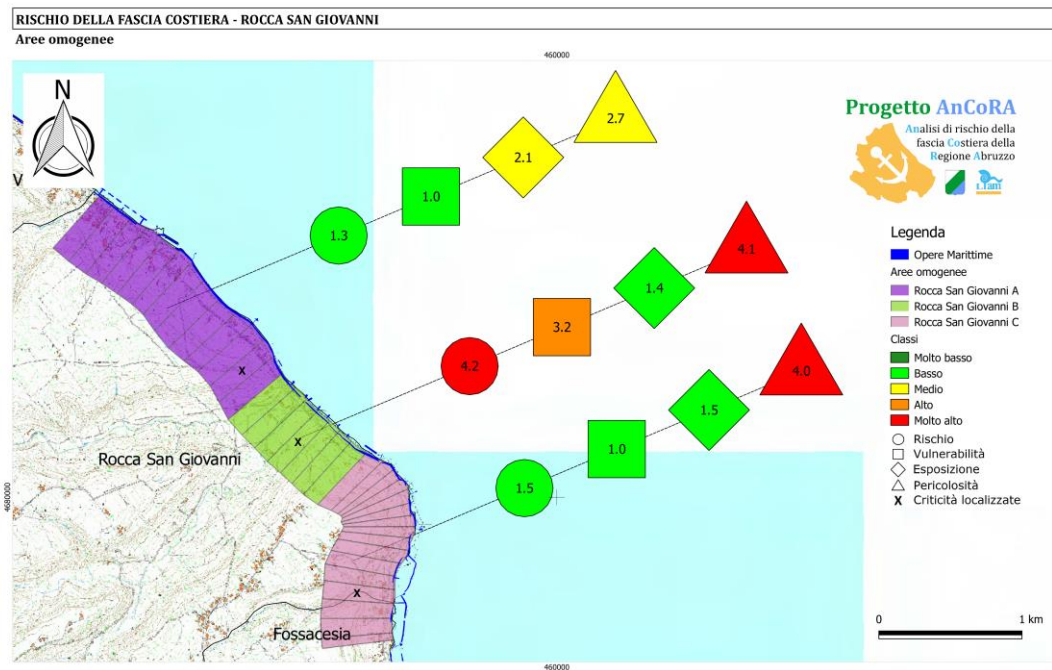 RISCHIO DELLA FASCIA COSTIERA - ROCCA SAN GIOVANNI
Aree omogenee
460000
N
V
2.7
2.1
1.0
1.3
4.1
1.4
3.2
4.2
4.0
1.5
1.0
1.5
x
x
x
Rocca San Giovanni
Fossacesia
4680000
Progetto AnCoRA
Analisi di rischio della
fascia Costiera della
Regione Abruzzo
LIam
Legenda
Opere Marittime
Aree omogenee
Rocca San Giovanni A
Rocca San Giovanni B
Rocca San Giovanni C
Classi
Molto basso
Basso
Medio
Alto
Molto alto
Rischio
Vulnerabilità
Esposizione
Pericolosità
x Criticità localizzate
0 1 km
460000